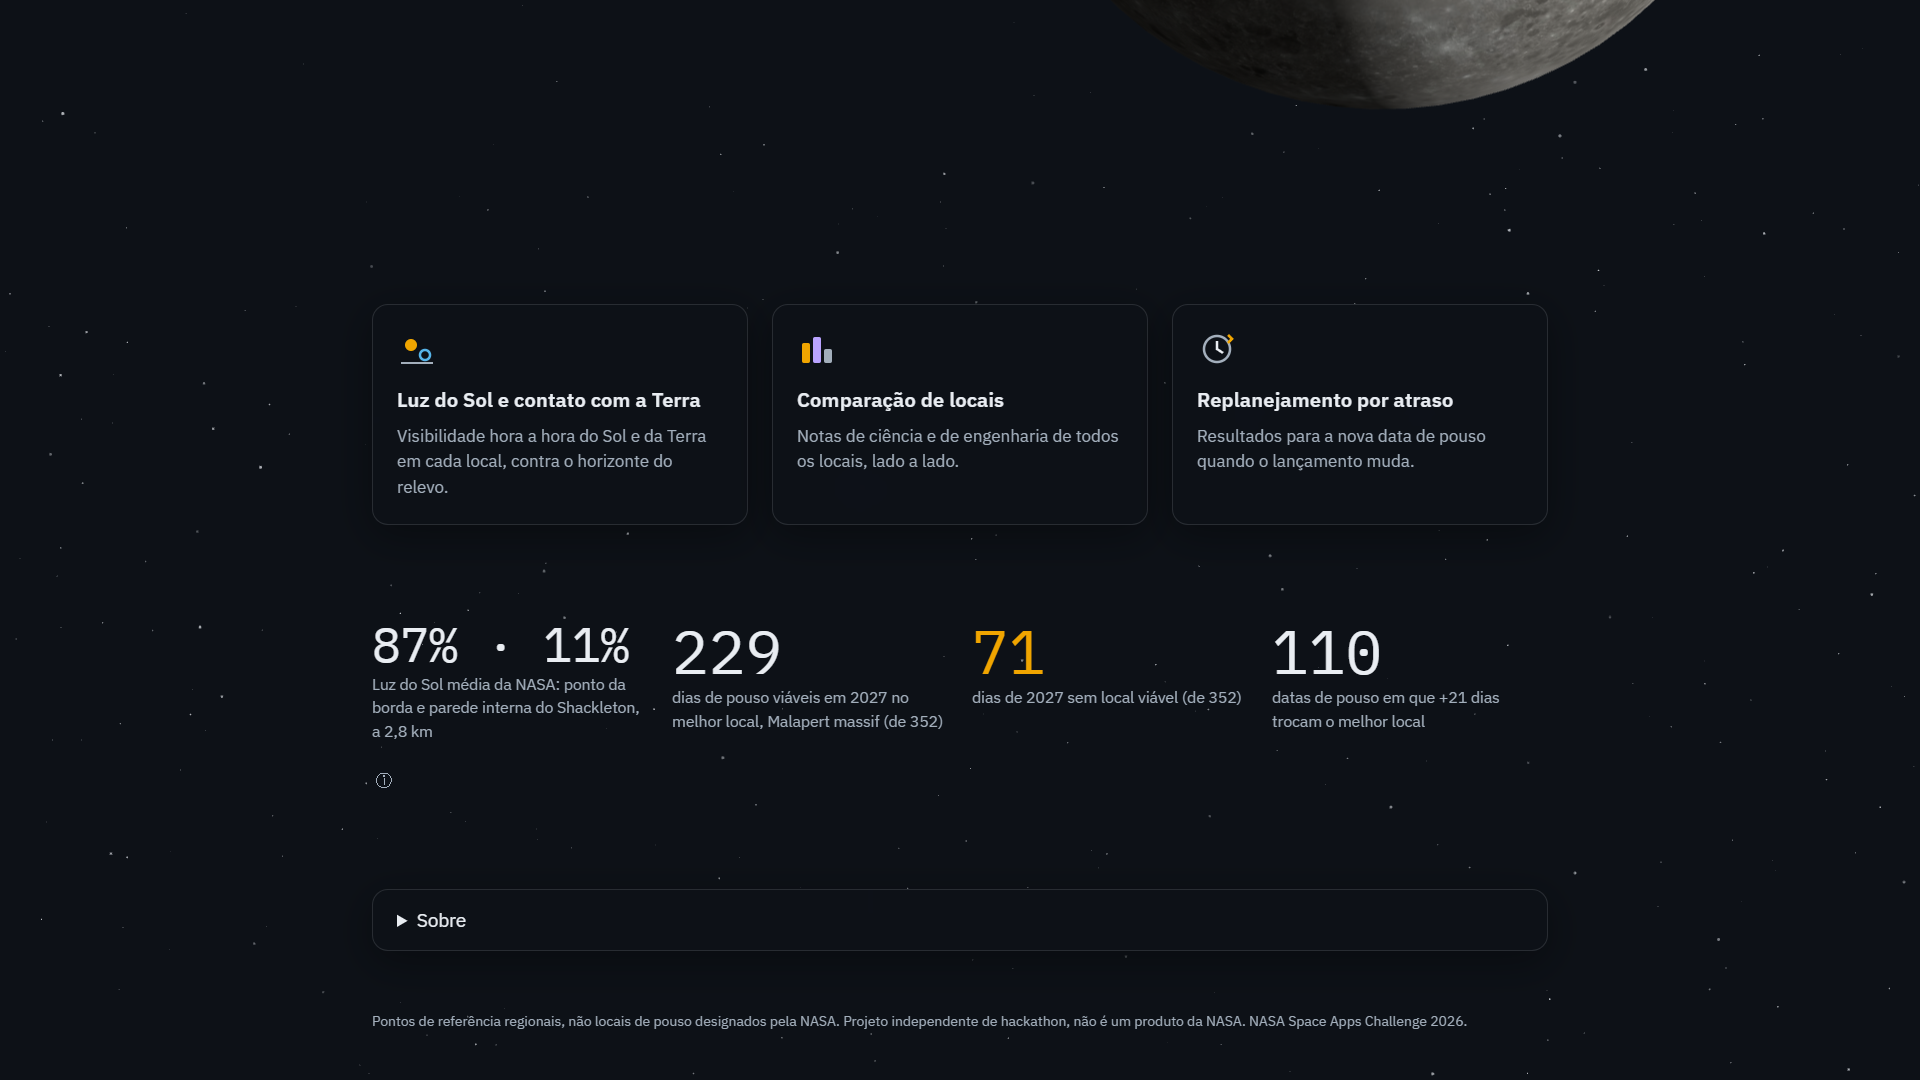 Luz do Sol e contato com a Terra
Visibilidade hora a hora do Sol e da Terra
em cada local, contra o horizonte do
relevo.
Comparação de locais
Notas de ciência e de engenharia de todos
os locais, lado a lado.
Replanejamento por atraso
Resultados para a nova data de pouso
quando o lançamento muda.
87% · 11%
Luz do Sol média da NASA: ponto da
borda e parede interna do Shackleton,
a 2,8 km
ⓘ
229
dias de pouso viáveis em 2027 no
melhor local, Malapert massif (de 352)
71
dias de 2027 sem local viável (de 352)
110
datas de pouso em que +21 dias
trocam o melhor local
▶ Sobre
Pontos de referência regionais, não locais de pouso designados pela NASA. Projeto independente de hackathon, não é um produto da NASA. NASA Space Apps Challenge 2026.